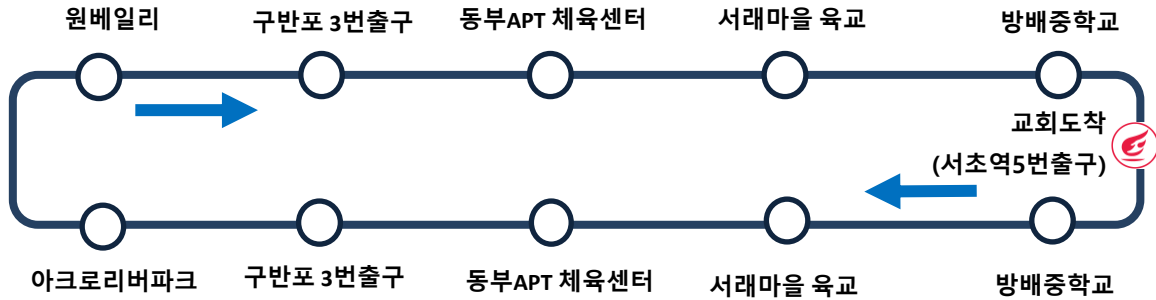 원베일리
구반포 3번출구
동부APT 체육센터
서래마을 육교
방배중학교
교회도착
(서초역5번출구)
아크로리버파크
구반포 3번출구
동부APT 체육센터
서래마을 육교
방배중학교